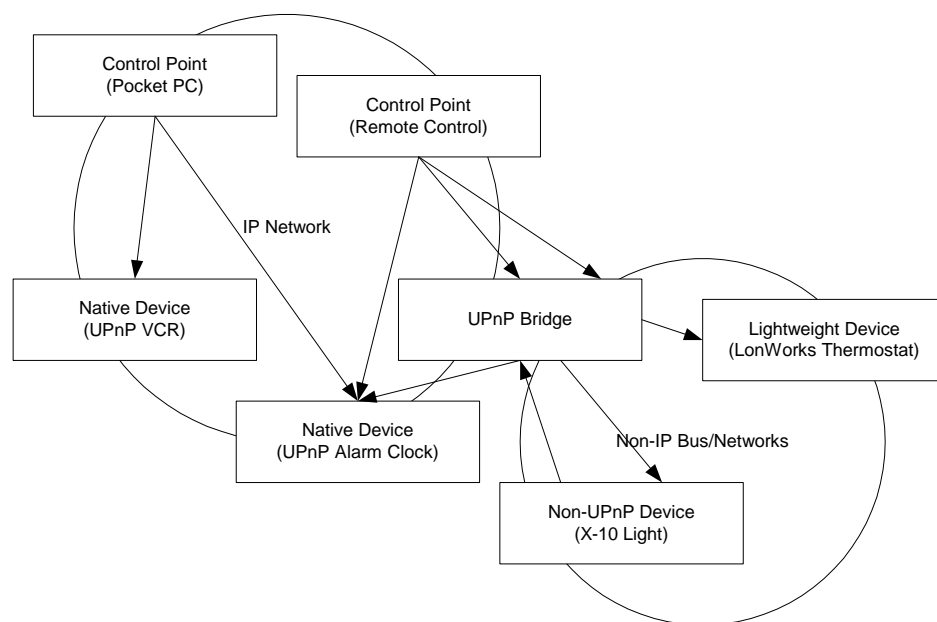 Control Point
(Pocket PC)
Control Point
(Remote Control)
IP Network
Native Device
(UPnP VCR)
UPnP Bridge
Lightweight Device
(LonWorks Thermostat)
Native Device
(UPnP Alarm Clock)
Non-IP Bus/Networks
Non-UPnP Device
(X-10 Light)